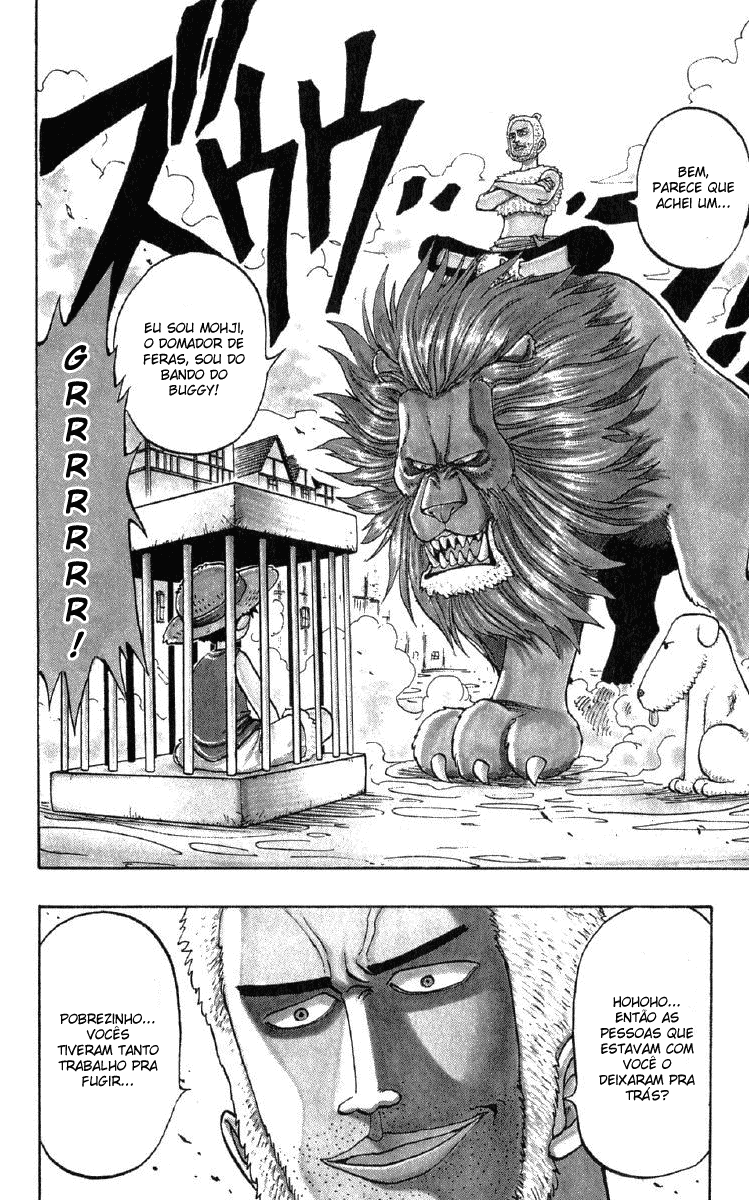 ズウウ
BEM,
PARECE QUE
ACHEI UM...
EU SOU MOHJI,
O DOMADOR DE
FERAS, SOU DO
BANDO DO
BUGGY!
GRRRRRRR!
HOHOHO...
ENTÃO AS
PESSOAS QUE
ESTAVAM COM
VOCÊ O
DEIXARAM PRA
TRÁS?
POBREZINHO...
VOCÊS
TIVERAM TANTO
TRABALHO PRA
FUGIR...